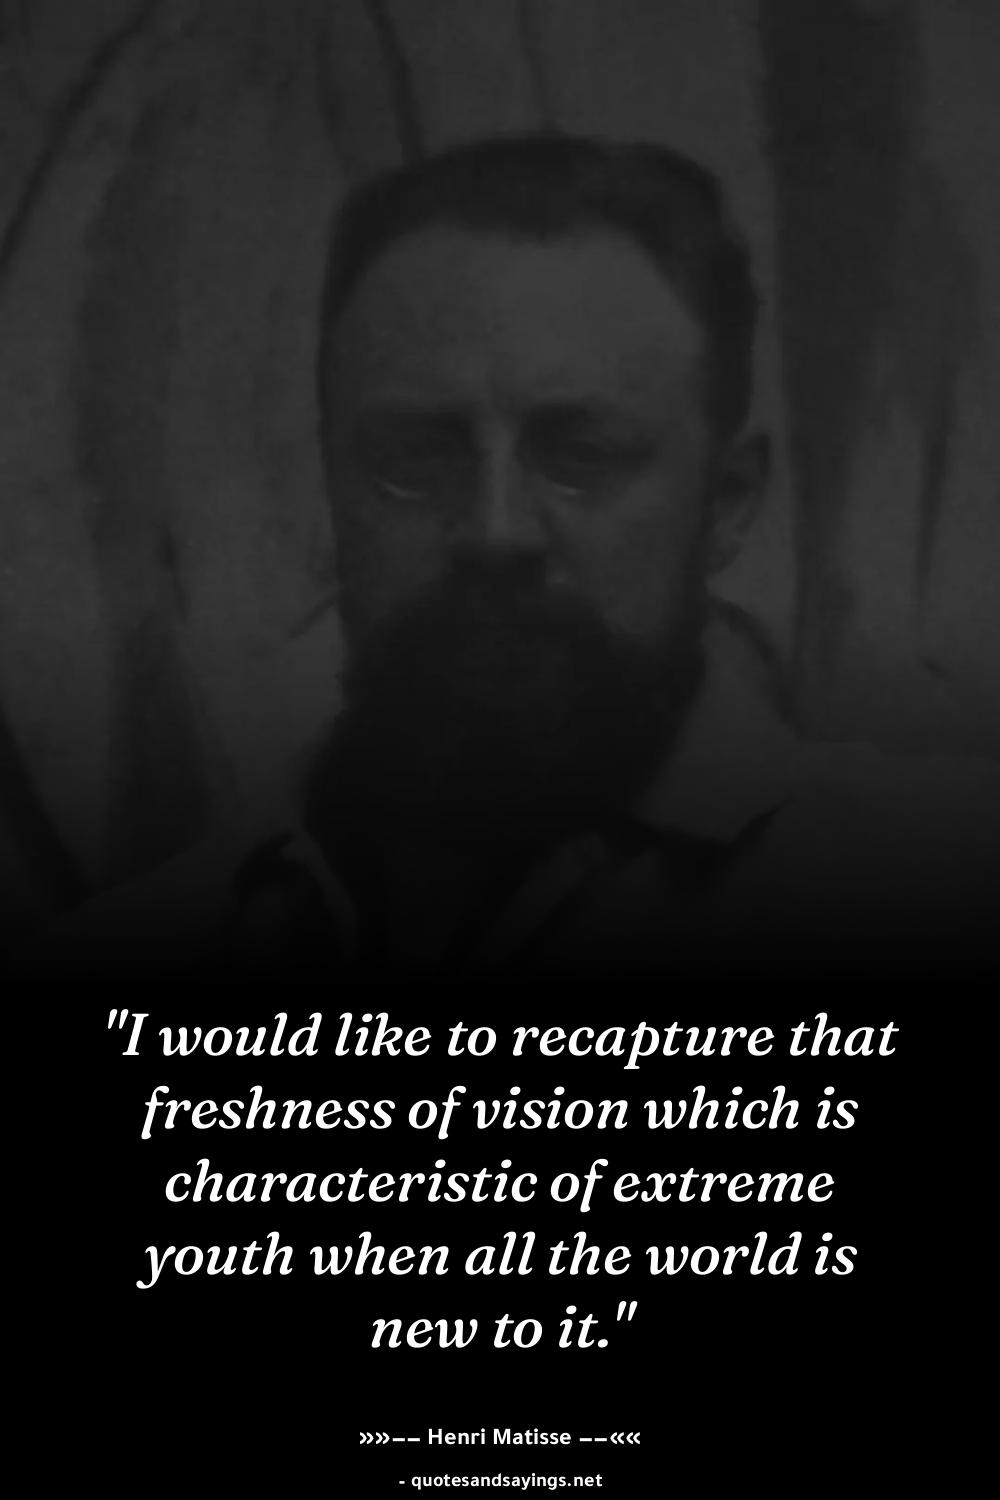 "I would like to recapture that
freshness of vision which is
characteristic of extreme
youth when all the world is
new to it."
»»–– Henri Matisse ––««
- quotesandsayings.net